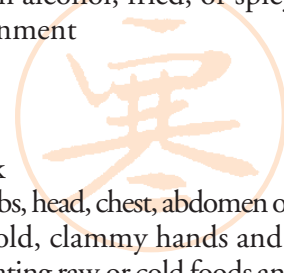 alcohol, fried, or spic
nment
寒
k
bs, head, chest, abdomen o
old, clammy hands and
ating raw or cold foods an